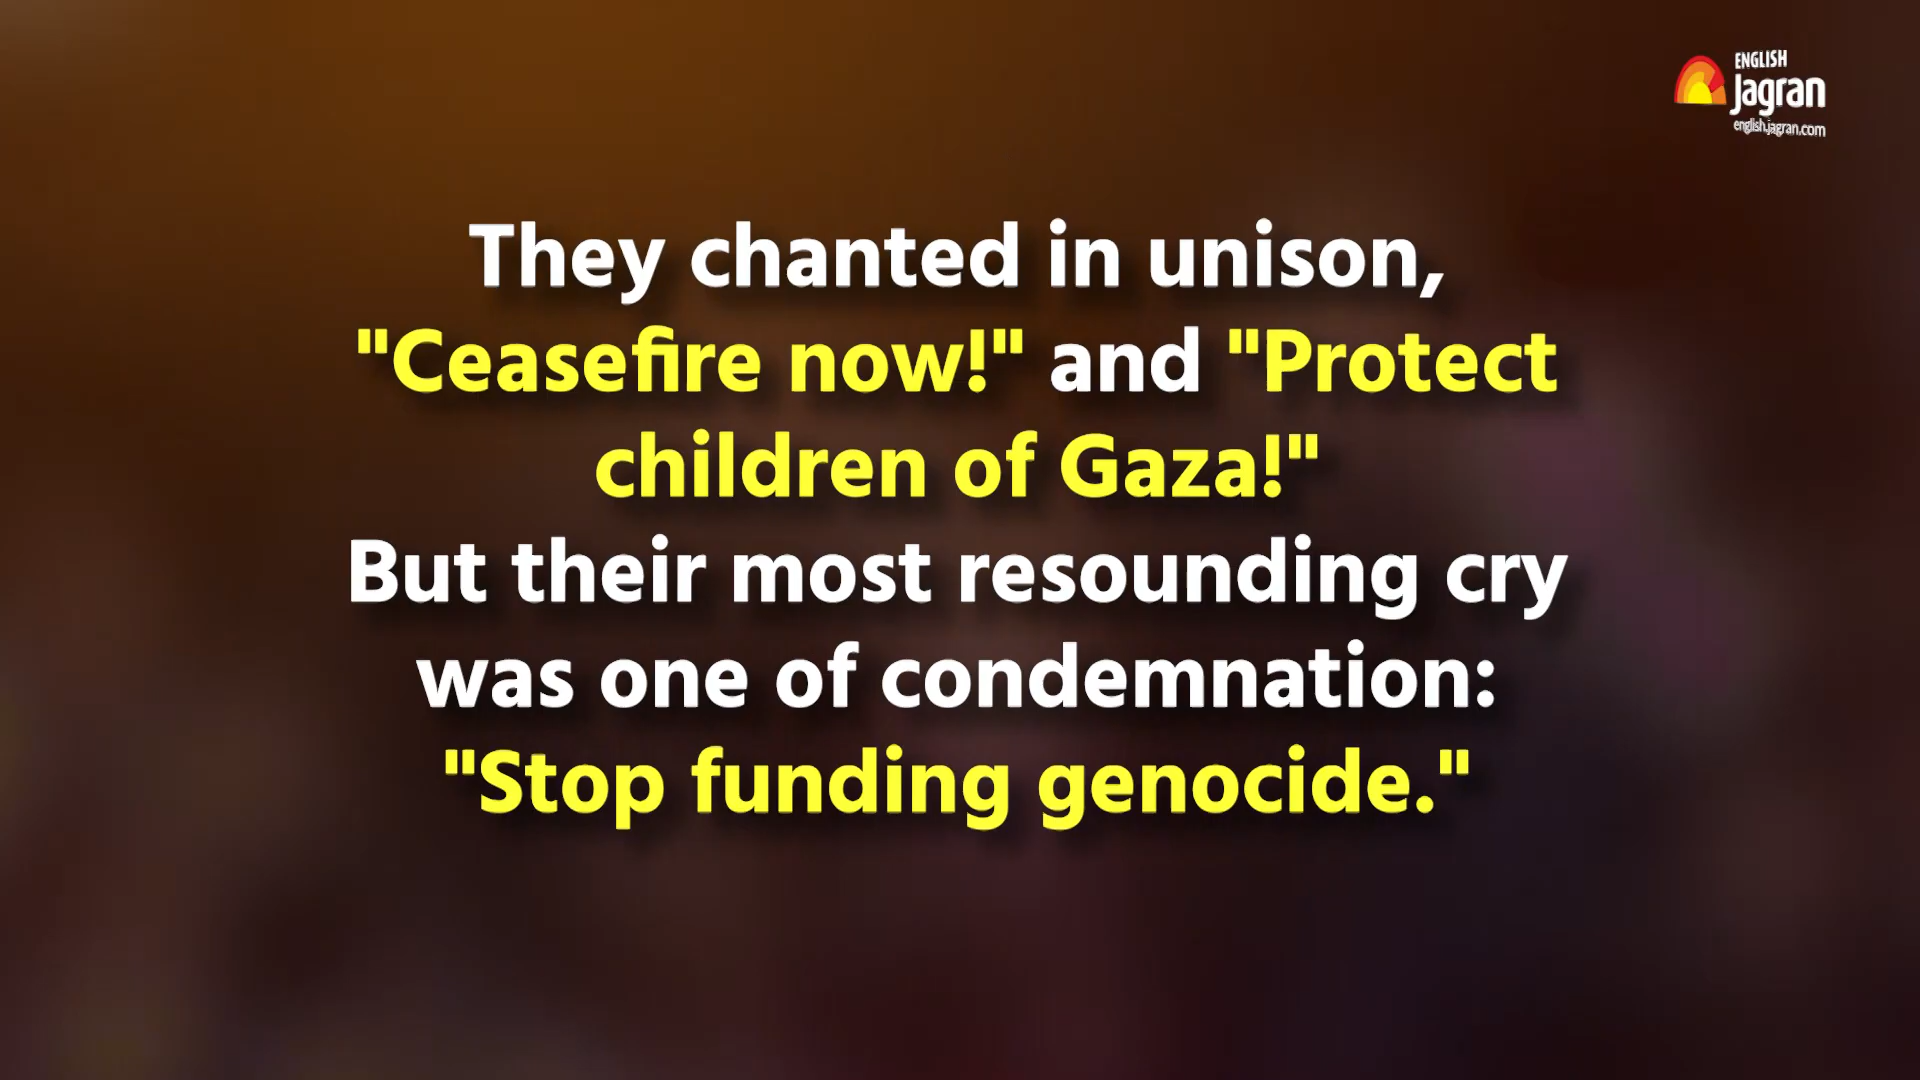 ENGLISH
Jagran
english.jagran.com
They chanted in unison,
"Ceasefire now!" and "Protect
children of Gaza!"
But their most resounding cry
was one of condemnation:
"Stop funding genocide."